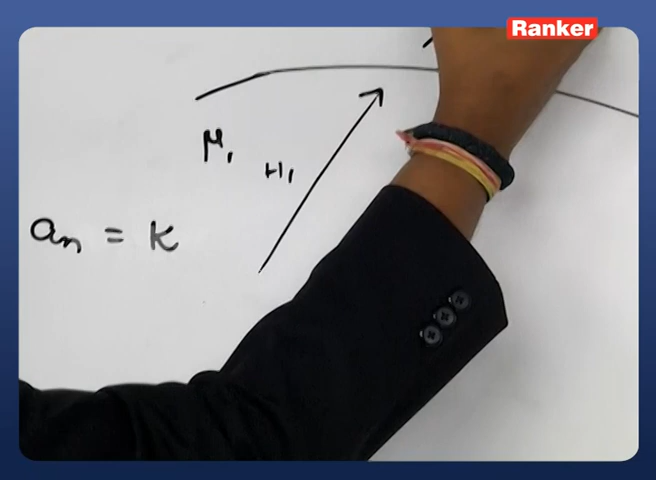 Ranker
μ₁
H₁
aₙ = K